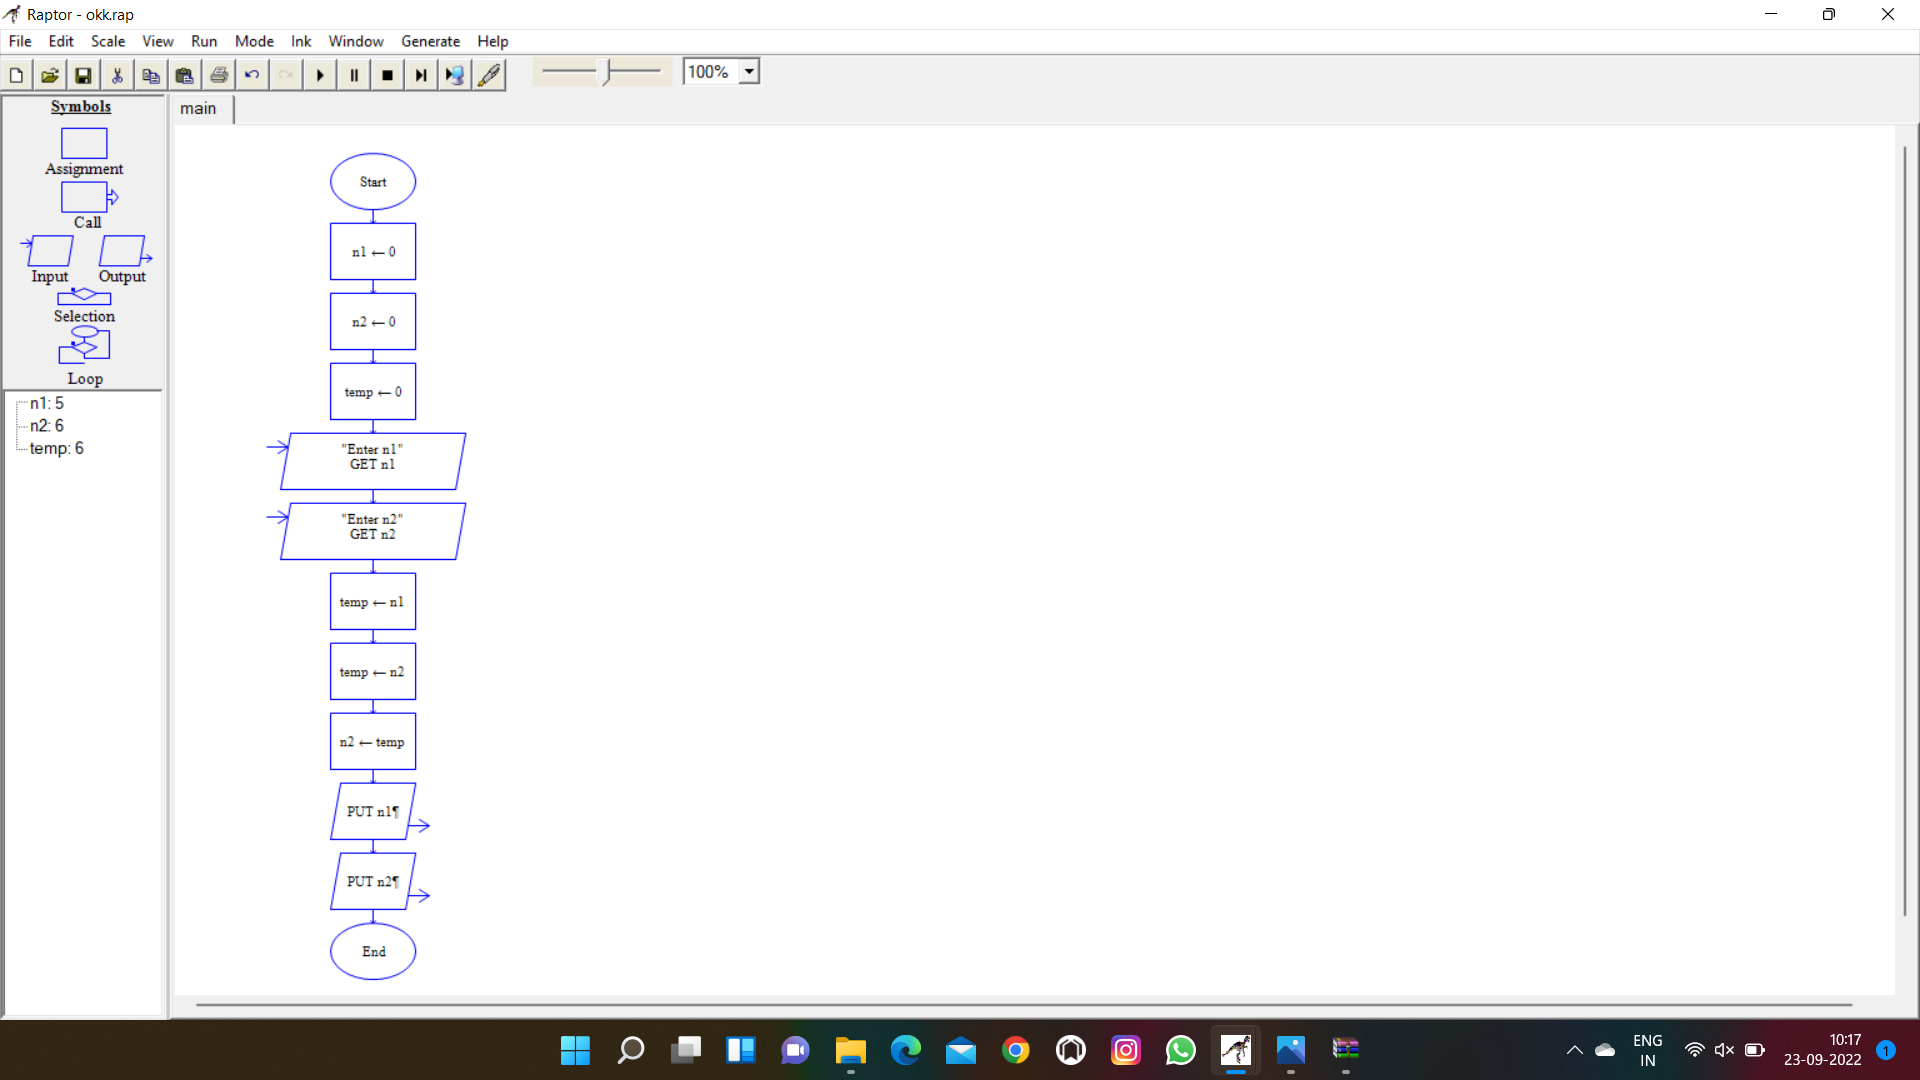 Raptor - okk.rap
File Edit Scale View Run Mode Ink Window Generate Help
100%
Symbols
Assignment
Call
Input Output
Selection
Loop
n1: 5
n2: 6
temp: 6
main
Start
n1 ← 0
n2 ← 0
temp ← 0
"Enter n1"
GET n1
"Enter n2"
GET n2
temp ← n1
temp ← n2
n2 ← temp
PUT n1¶
PUT n2¶
End
ENG
IN
10:17
23-09-2022
1